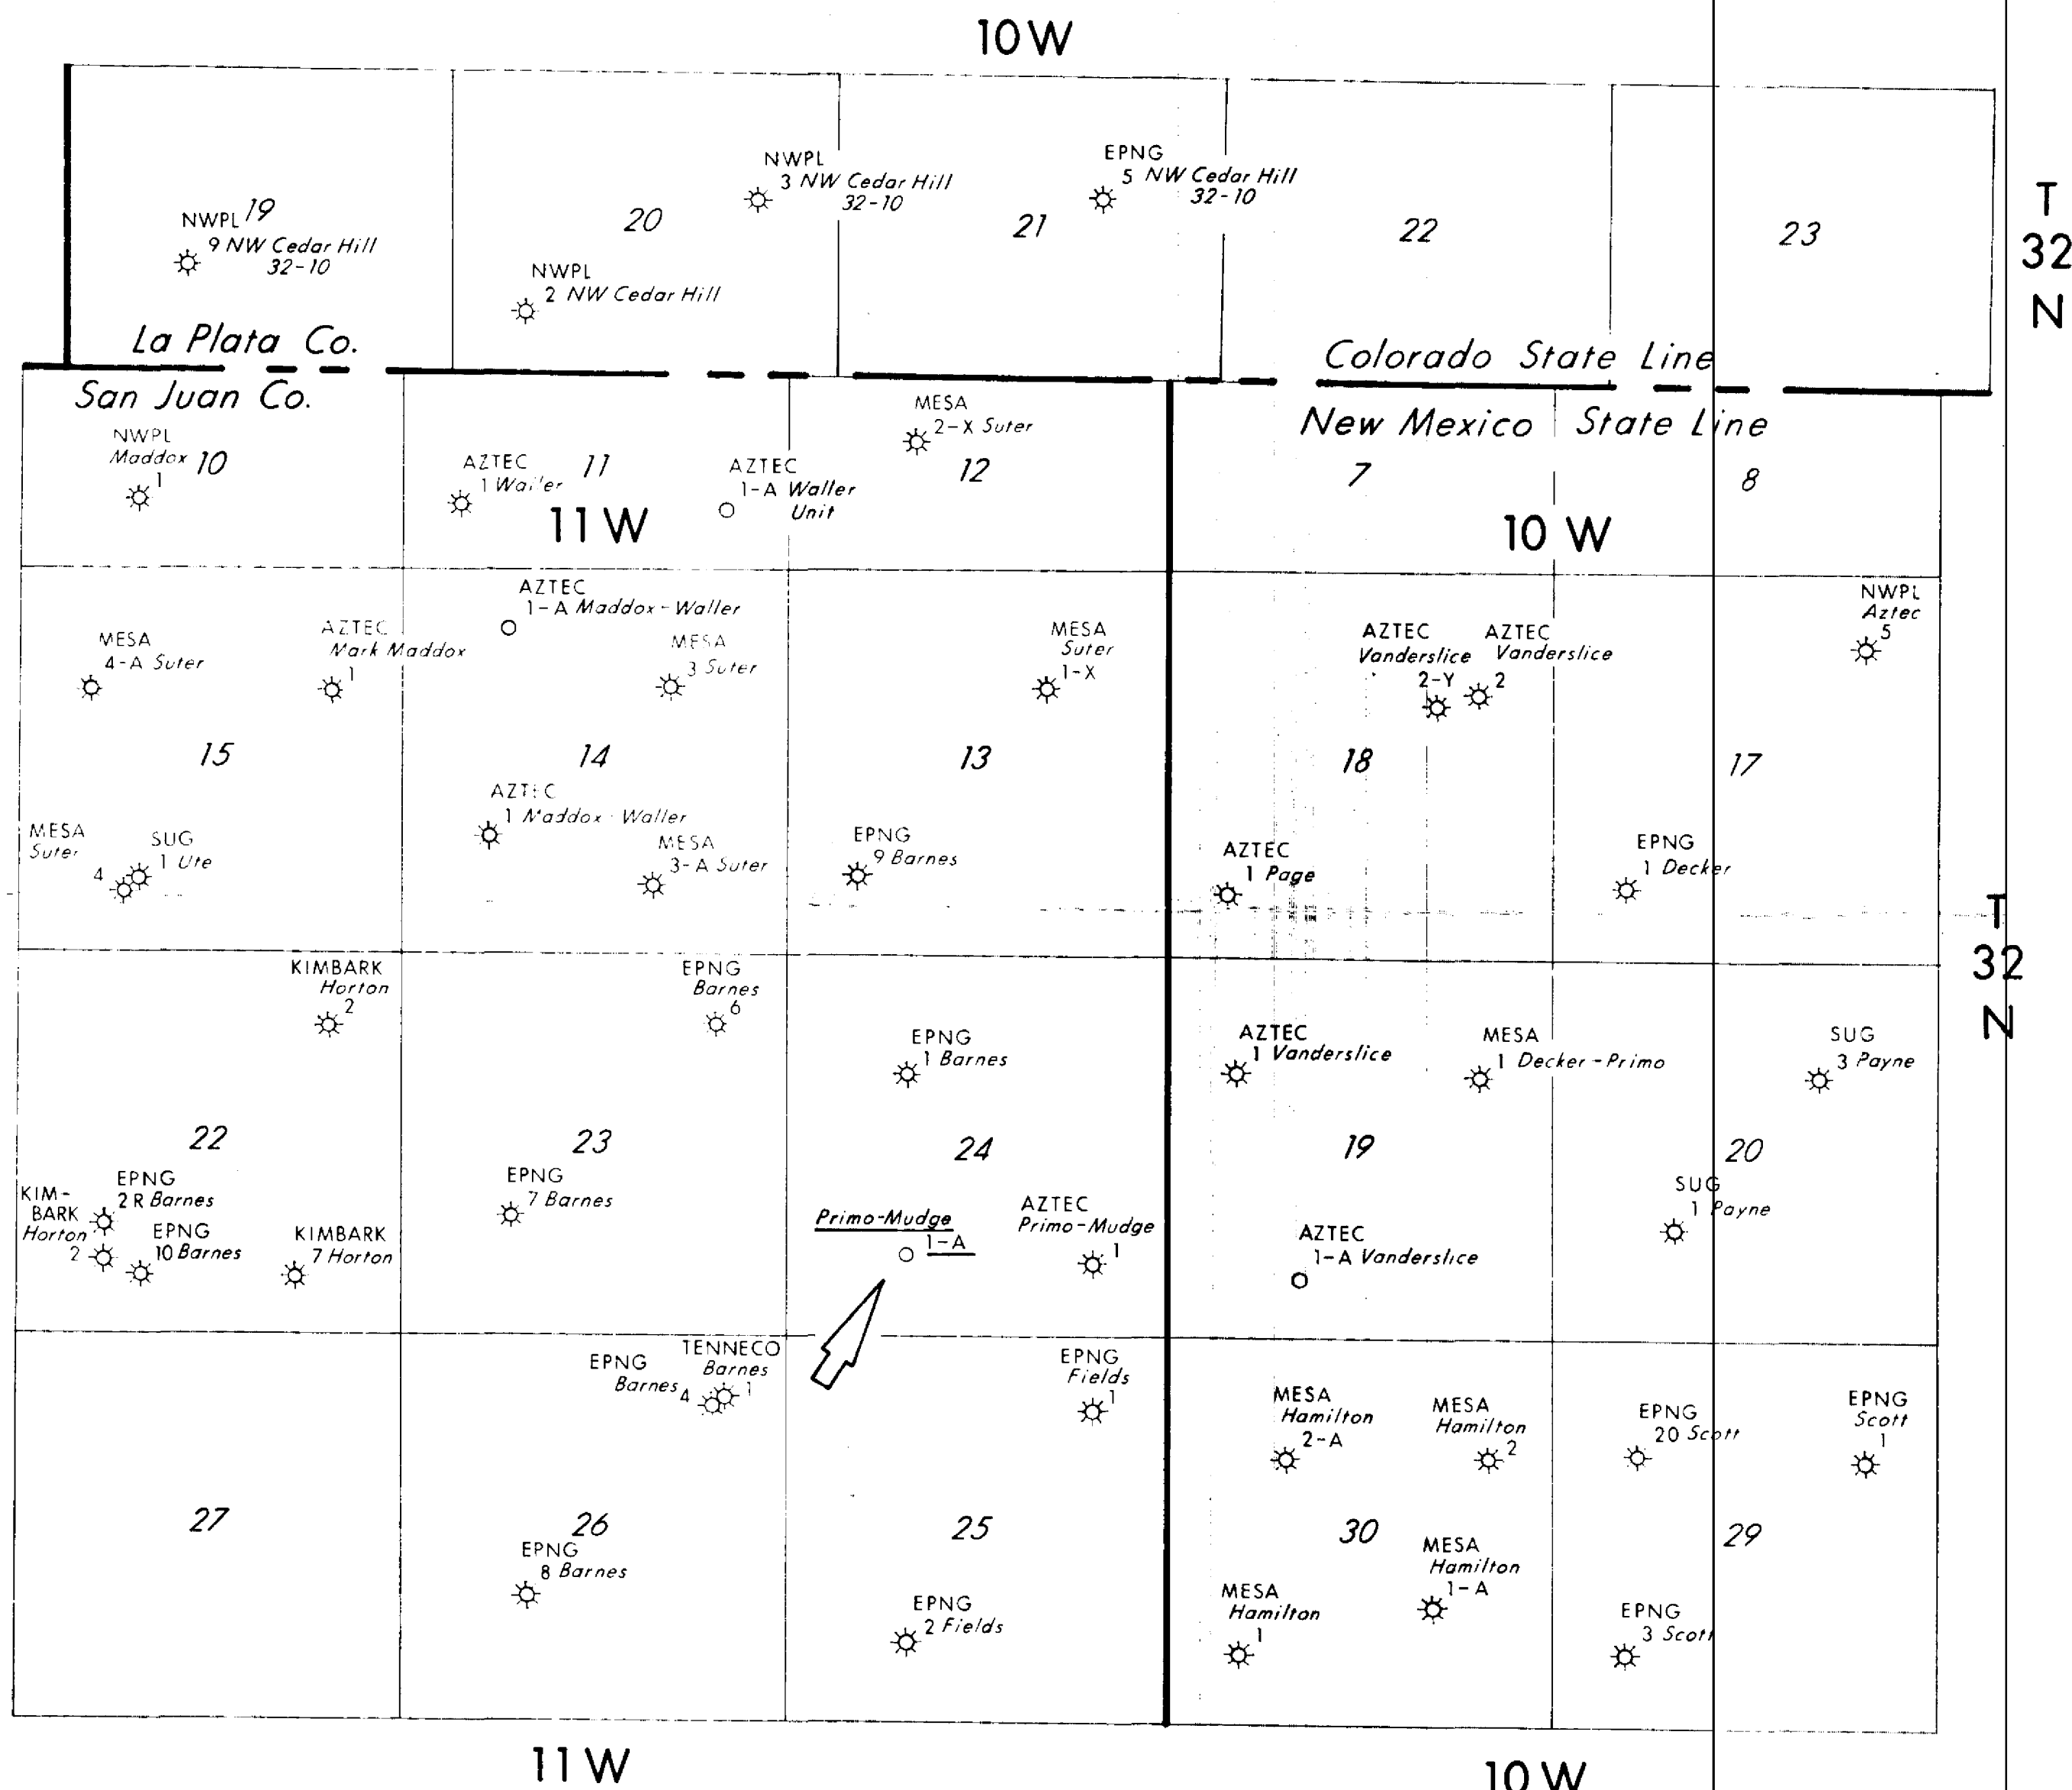 10W
NWPL
3 NW Cedar Hill
32-10
EPNG
5 NW Cedar Hill
32-10
T
32
N
19
NWPL
9 NW Cedar Hill
32-10
20
21
22
23
NWPL
2 NW Cedar Hill
La Plata Co.
Colorado State Line
San Juan Co.
New Mexico State Line
NWPL
Maddox
1
10
AZTEC
1 Waller
11
AZTEC
1-A Waller
Unit
MESA
2-X Suter
12
7
8
11W
10 W
MESA
4-A Suter
AZTEC
Mark Maddox
1
AZTEC
1-A Maddox-Waller
MESA
3 Suter
MESA
Suter
1-X
AZTEC
Vanderslice
2-Y
AZTEC
Vanderslice
2
NWPL
Aztec
5
15
14
13
18
17
MESA
Suter
4
SUG
1 Ute
AZTEC
1 Maddox-Waller
MESA
3-A Suter
EPNG
9 Barnes
AZTEC
1 Page
EPNG
1 Decker
T
32
N
KIMBARK
Horton
2
EPNG
Barnes
6
EPNG
1 Barnes
AZTEC
1 Vanderslice
MESA
1 Decker-Primo
SUG
3 Payne
22
23
24
19
20
KIM-
BARK
Horton
2
EPNG
2R Barnes
EPNG
10 Barnes
KIMBARK
7 Horton
EPNG
7 Barnes
Primo-Mudge
1-A
AZTEC
Primo-Mudge
1
AZTEC
1-A Vanderslice
SUG
1 Payne
EPNG
Barnes
4
TENNECO
Barnes
1
EPNG
Fields
1
MESA
Hamilton
2-A
MESA
Hamilton
2
EPNG
20 Scott
EPNG
Scott
1
27
26
25
30
29
EPNG
8 Barnes
EPNG
2 Fields
MESA
Hamilton
1
MESA
Hamilton
1-A
EPNG
3 Scott
11W
10W